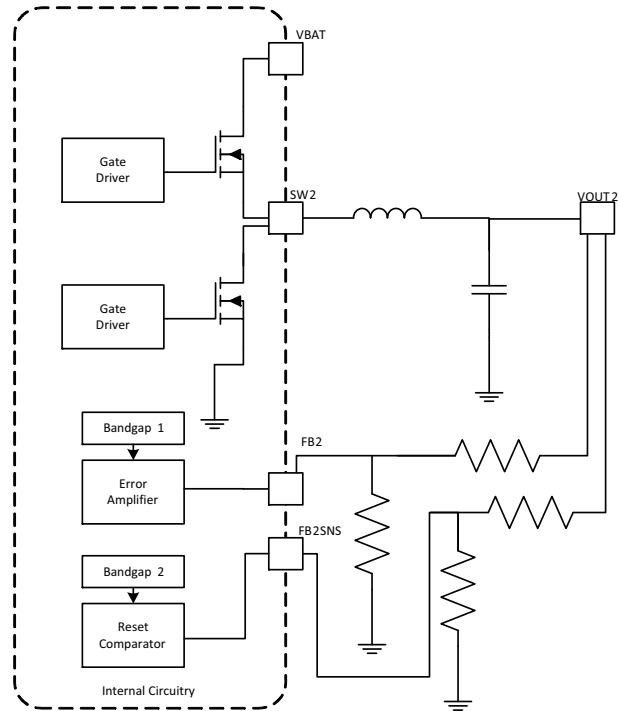 VBAT
Gate
Driver
SW2
VOUT2
Gate
Driver
Bandgap 1
FB2
Error
Amplifier
FB2SNS
Bandgap 2
Reset
Comparator
Internal Circuitry